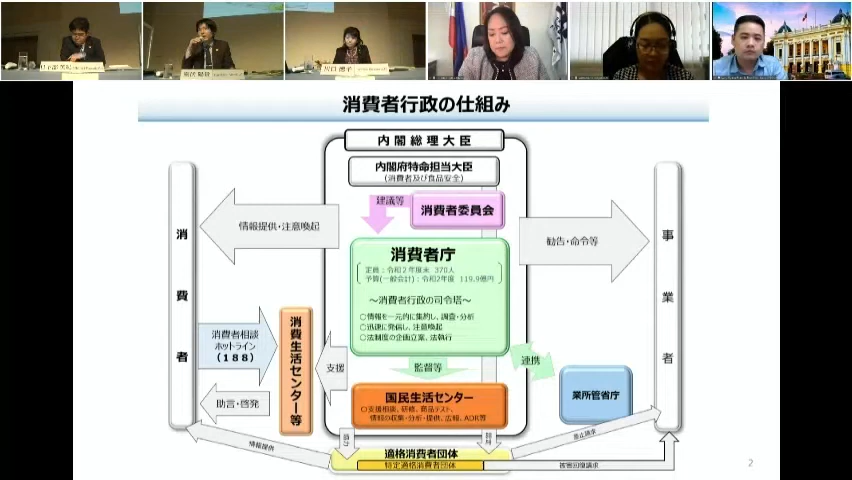 消費者行政の仕組み
内閣総理大臣
内閣府特命担当大臣
(消費者及び食品安全)
建議等
消費者委員会
情報提供・注意喚起
勧告・命令等
消費者
事業者
消費者庁
定員:令和2年度末 370人
予算(一般会計):令和2年度 119.9億円
~消費者行政の司令塔~
○情報を一元的に集約し、調査・分析
○迅速に発信し、注意喚起
○法制度の企画立案、法執行
消費者相談
ホットライン
(188)
消費生活センター等
支援
監督等
連携
業所管省庁
助言・啓発
国民生活センター
○支援相談、研修、商品テスト、
情報の収集・分析・提供、広報、ADR等
情報提供
協力
差止請求
適格消費者団体
特定適格消費者団体
被害回復請求
2